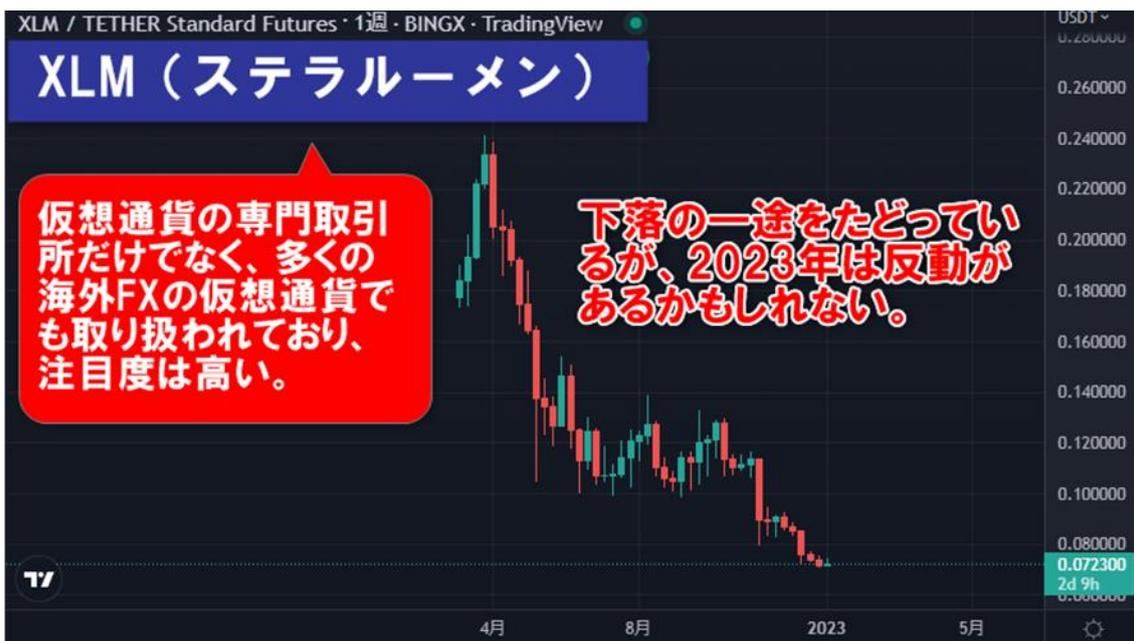 XLM / TETHER Standard Futures · 1週 · BINGX · TradingView
USDT
0.280000
XLM（ステラルーメン）
0.260000
0.240000
0.220000
0.200000
0.180000
0.160000
0.140000
0.120000
0.100000
0.080000
0.072300
2d 9h
0.060000
仮想通貨の専門取引
所だけでなく、多くの
海外FXの仮想通貨で
も取り扱われており、
注目度は高い。
下落の一途をたどってい
るが、2023年は反動が
あるかもしれない。
4月
8月
2023
5月